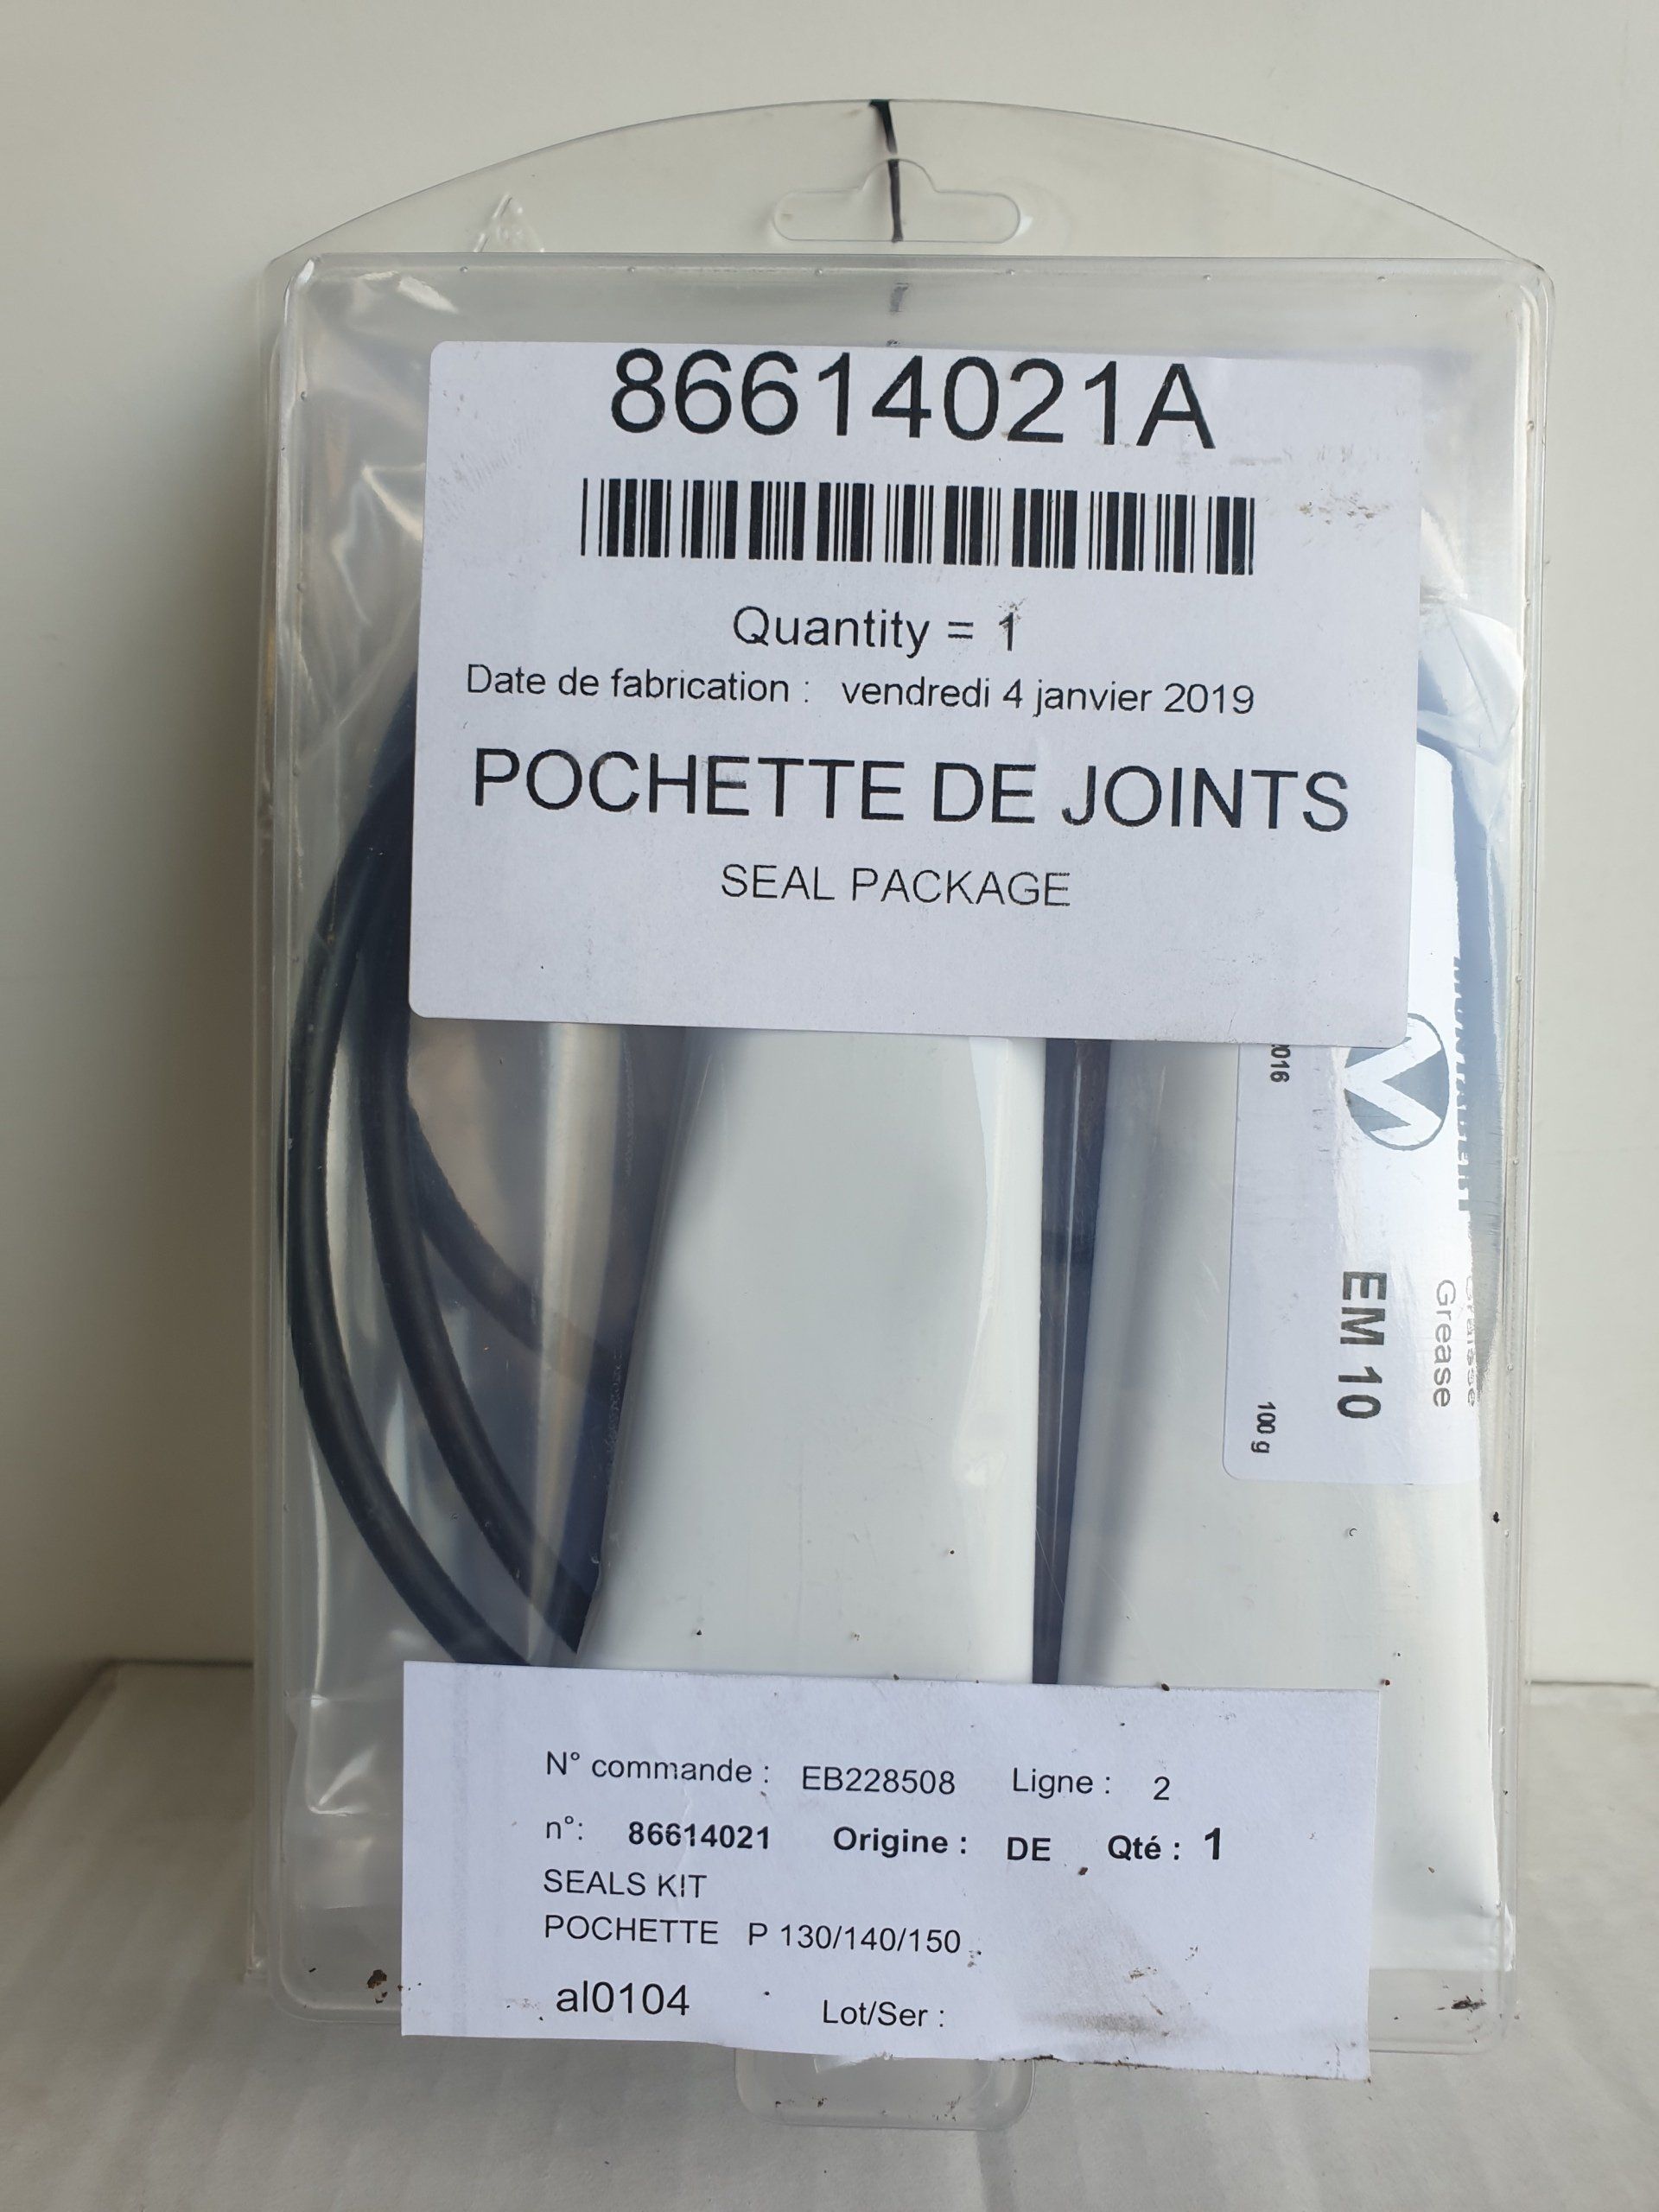 86614021A
Quantity = 1
Date de fabrication : vendredi 4 janvier 2019
POCHETTE DE JOINTS
SEAL PACKAGE
Grease
EM 10
100 g
N° commande : EB228508 Ligne : 2
n°: 86614021 Origine : DE Qté : 1
SEALS KIT
POCHETTE P 130/140/150
al0104 Lot/Ser :